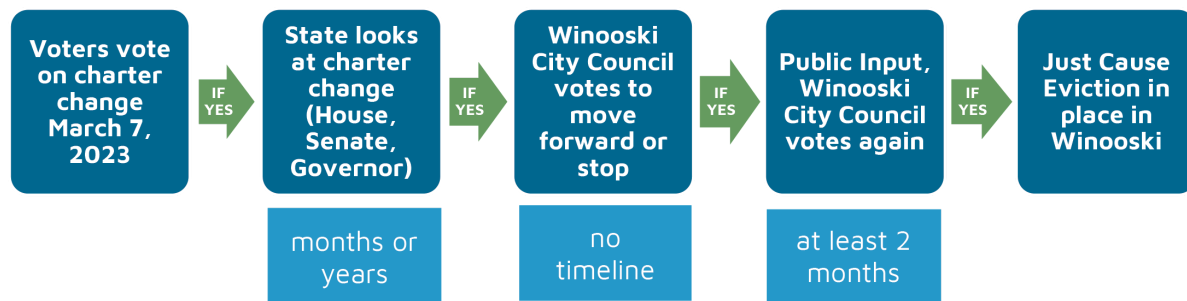 Voters vote
on charter
change
March 7,
2023
IF
YES
State looks
at charter
change
(House,
Senate,
Governor)
IF
YES
Winooski
City Council
votes to
move
forward or
stop
IF
YES
Public Input,
Winooski
City Council
votes again
IF
YES
Just Cause
Eviction in
place in
Winooski
months or
years
no
timeline
at least 2
months